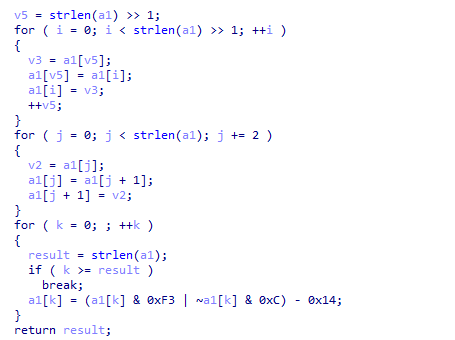 v5 = strlen(a1) >> 1;
for ( i = 0; i < strlen(a1) >> 1; ++i )
{
  v3 = a1[v5];
  a1[v5] = a1[i];
  a1[i] = v3;
  ++v5;
}
for ( j = 0; j < strlen(a1); j += 2 )
{
  v2 = a1[j];
  a1[j] = a1[j + 1];
  a1[j + 1] = v2;
}
for ( k = 0; ; ++k )
{
  result = strlen(a1);
  if ( k >= result )
    break;
  a1[k] = (a1[k] & 0xF3 | ~a1[k] & 0xC) - 0x14;
}
return result;